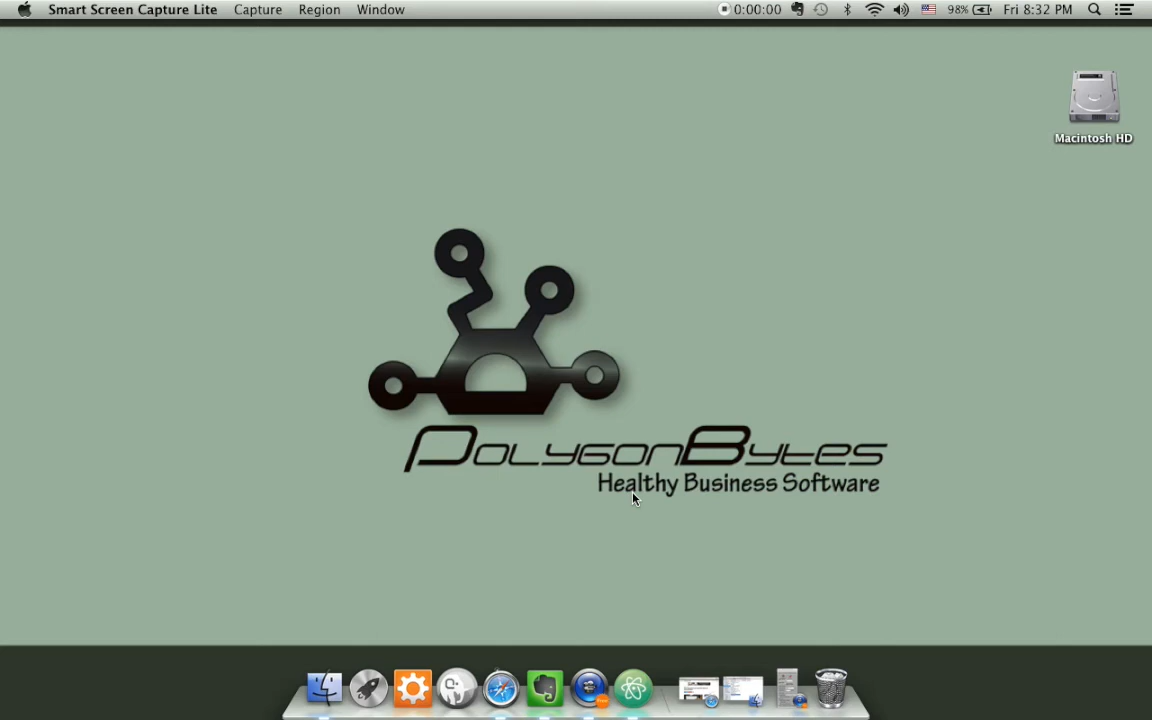 Smart Screen Capture Lite Capture Region Window 0:00:00 98% Fri 8:32 PM
Macintosh HD
PolygonBytes
Healthy Business Software